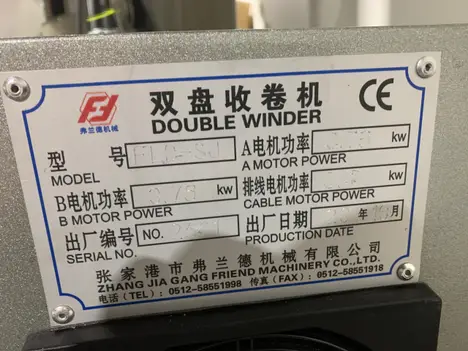 弗兰德机械
双盘收卷机
DOUBLE WINDER
CE
型 号
MODEL
A电机功率 kw
A MOTOR POWER
B电机功率 0.75 kw
B MOTOR POWER
排线电机功率 kw
CABLE MOTOR POWER
出厂编号 NO.
SERIAL NO.
出厂日期 年 月
PRODUCTION DATE
张家港市弗兰德机械有限公司
ZHANG JIA GANG FRIEND MACHINERY CO.,LTD.
电话（TEL）：0512-58551998 传真（FAX）：0512-58551918